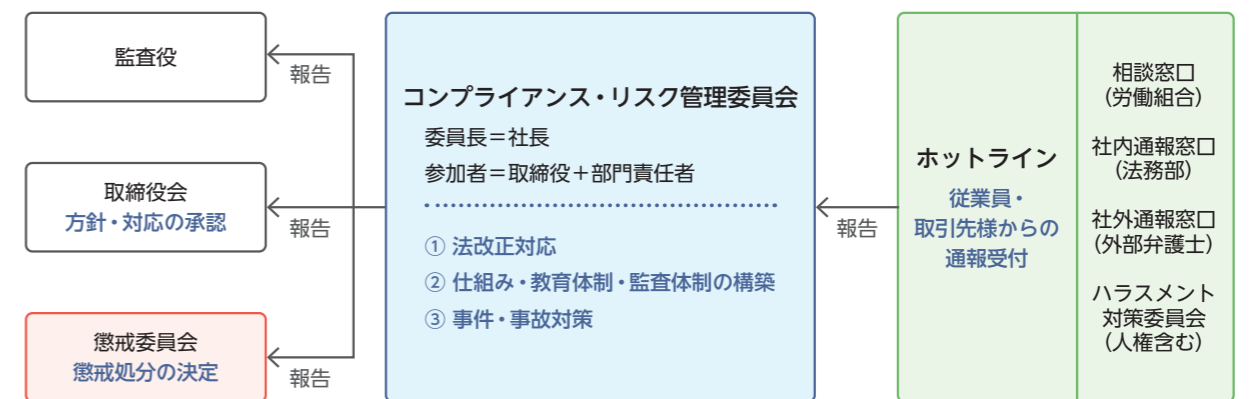 監査役
報告
取締役会
方針・対応の承認
報告
懲戒委員会
懲戒処分の決定
報告
コンプライアンス・リスク管理委員会
委員長＝社長
参加者＝取締役＋部門責任者
① 法改正対応
② 仕組み・教育体制・監査体制の構築
③ 事件・事故対策
報告
ホットライン
従業員・
取引先様からの
通報受付
相談窓口
(労働組合)
社内通報窓口
(法務部)
社外通報窓口
(外部弁護士)
ハラスメント
対策委員会
(人権含む)